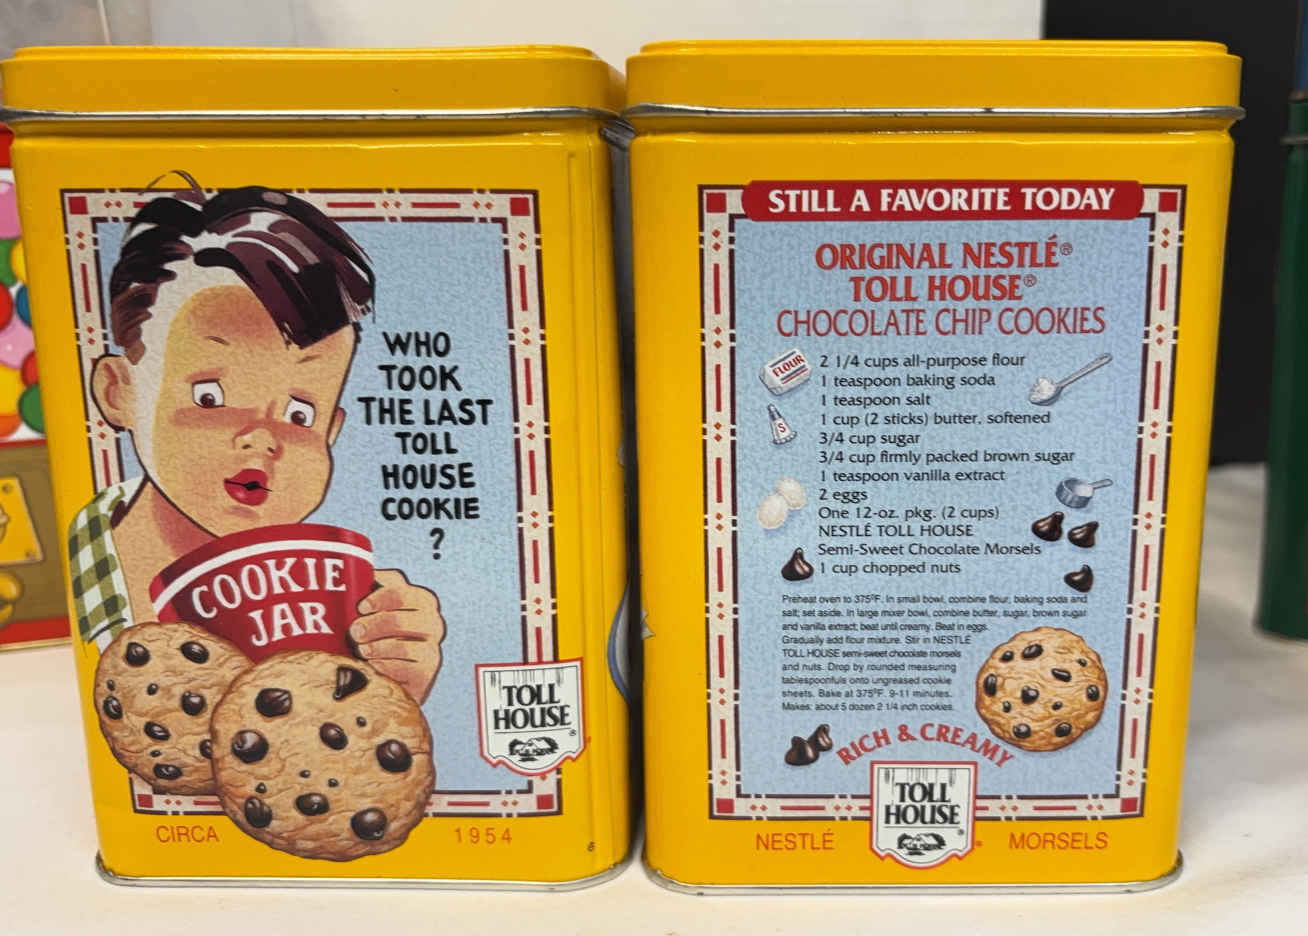 WHO
TOOK
THE LAST
TOLL
HOUSE
COOKIE
?
COOKIE
JAR
TOLL
HOUSE
®
CIRCA 1954
STILL A FAVORITE TODAY
ORIGINAL NESTLÉ®
TOLL HOUSE®
CHOCOLATE CHIP COOKIES
FLOUR
2 1/4 cups all-purpose flour
1 teaspoon baking soda
1 teaspoon salt
S
1 cup (2 sticks) butter, softened
3/4 cup sugar
3/4 cup firmly packed brown sugar
1 teaspoon vanilla extract
2 eggs
One 12-oz. pkg. (2 cups)
NESTLÉ TOLL HOUSE
Semi-Sweet Chocolate Morsels
1 cup chopped nuts
Preheat oven to 375ºF. In small bowl, combine flour, baking soda and
salt; set aside. In large mixer bowl, combine butter, sugar, brown sugar
and vanilla extract; beat until creamy. Beat in eggs.
Gradually add flour mixture. Stir in NESTLÉ
TOLL HOUSE semi-sweet chocolate morsels
and nuts. Drop by rounded measuring
tablespoonfuls onto ungreased cookie
sheets. Bake at 375ºF. 9-11 minutes.
Makes: about 5 dozen 2 1/4 inch cookies.
RICH & CREAMY
TOLL
HOUSE
®
NESTLÉ MORSELS